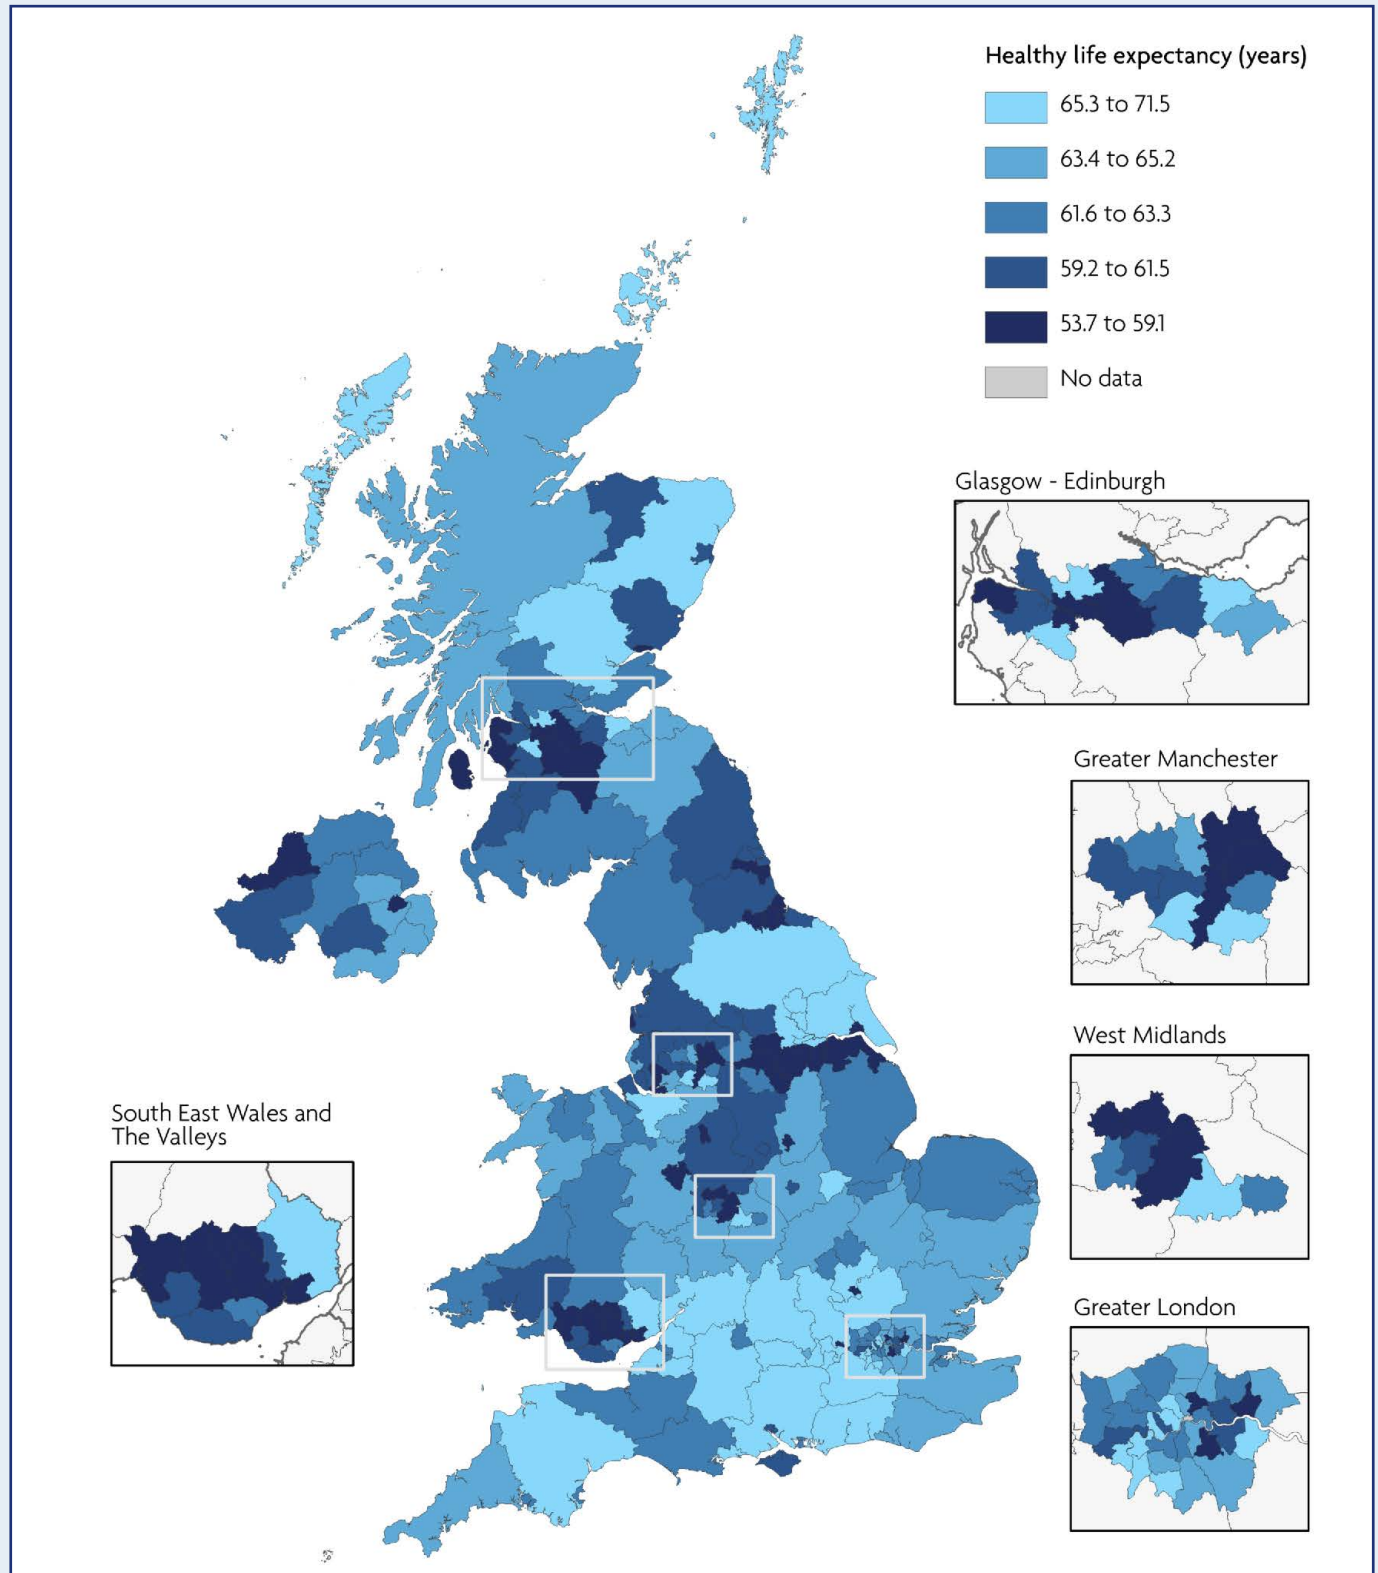 Healthy life expectancy (years)
65.3 to 71.5
63.4 to 65.2
61.6 to 63.3
59.2 to 61.5
53.7 to 59.1
No data
Glasgow - Edinburgh
Greater Manchester
West Midlands
South East Wales and
The Valleys
Greater London